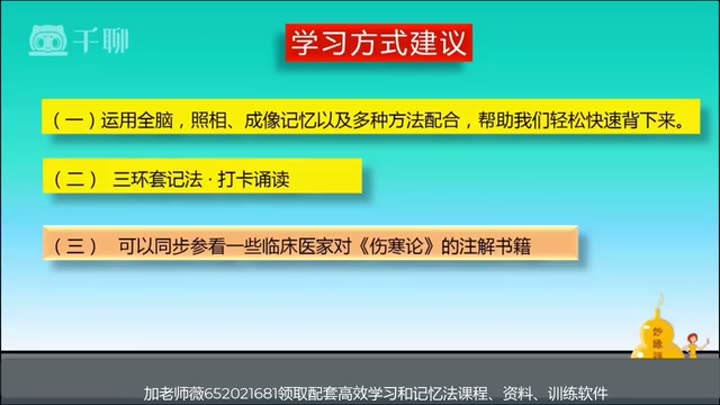 千聊
学习方式建议
（一）运用全脑，照相、成像记忆以及多种方法配合，帮助我们轻松快速背下来。
（二） 三环套记法·打卡诵读
（三） 可以同步参看一些临床医家对《伤寒论》的注解书籍
加老师薇652021681领取配套高效学习和记忆法课程、资料、训练软件